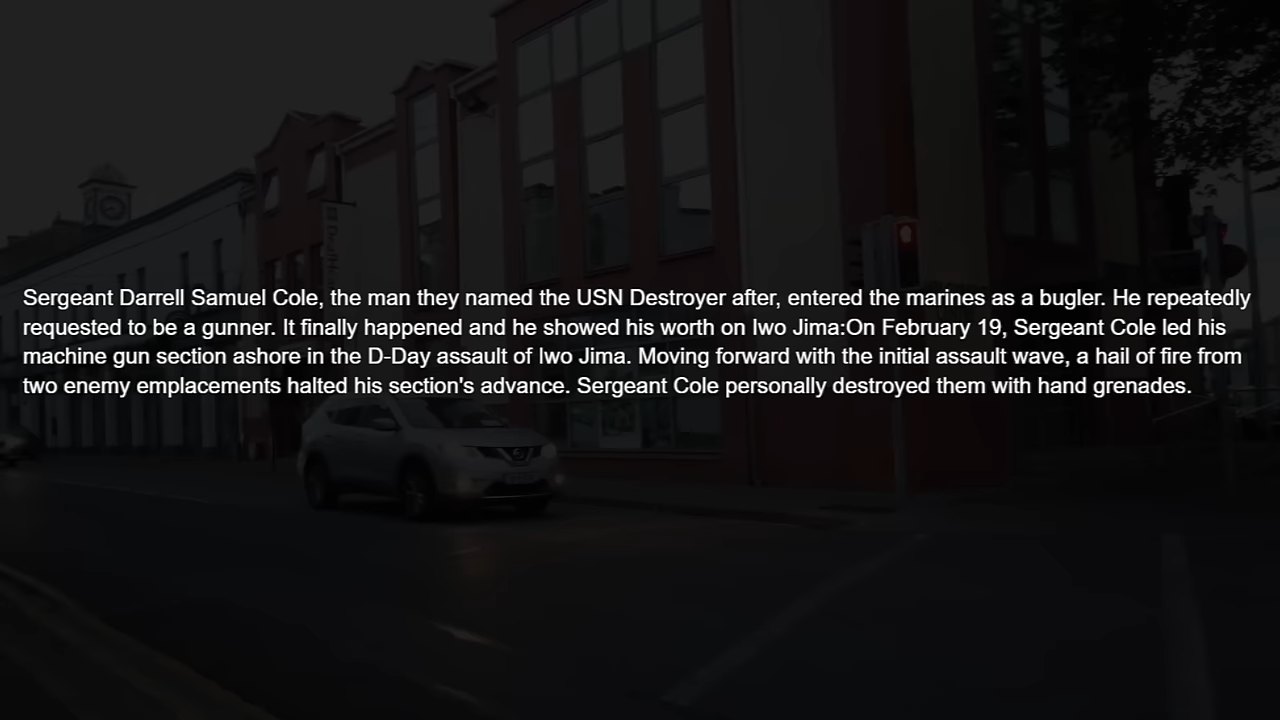 Sergeant Darrell Samuel Cole, the man they named the USN Destroyer after, entered the marines as a bugler. He repeatedly
requested to be a gunner. It finally happened and he showed his worth on Iwo Jima:On February 19, Sergeant Cole led his
machine gun section ashore in the D-Day assault of Iwo Jima. Moving forward with the initial assault wave, a hail of fire from
two enemy emplacements halted his section's advance. Sergeant Cole personally destroyed them with hand grenades.